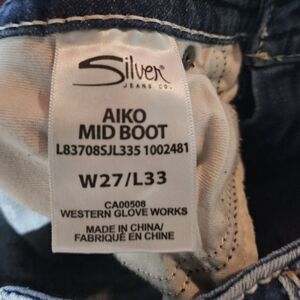 Silver
JEANS CO.
AIKO
MID BOOT
L83708SJL335 1002481
W27/L33
CA00508
WESTERN GLOVE WORKS
MADE IN CHINA/
FABRIQUÉ EN CHINE